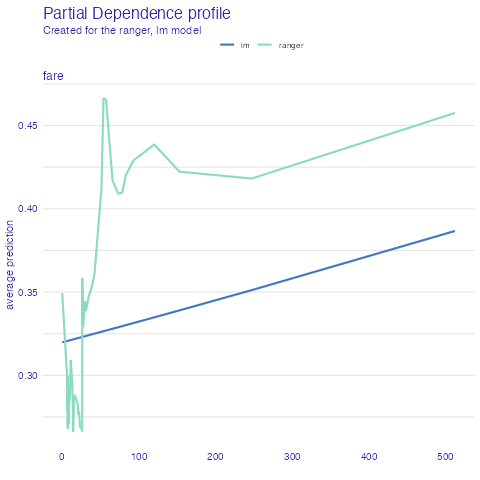 Partial Dependence profile
Created for the ranger, lm model
lm ranger
fare
0.45
0.40
0.35
0.30
average prediction
0 100 200 300 400 500